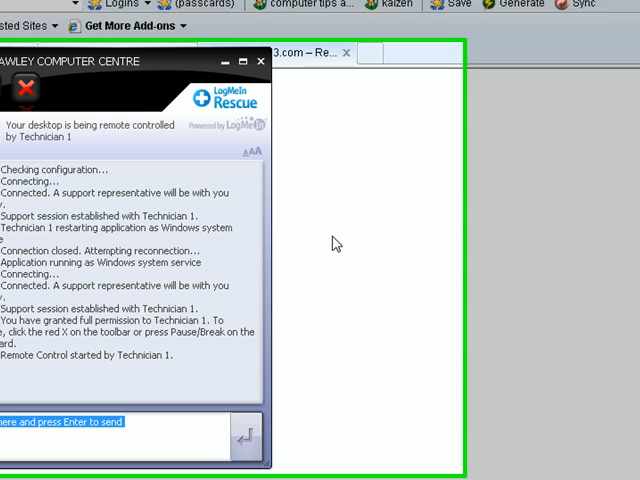 Logins (passcards) computer tips a... kaizen Save Generate Sync
sted Sites Get More Add-ons
3.com – Re...
AWLEY COMPUTER CENTRE
LogMeIn
Rescue
Your desktop is being remote controlled
by Technician 1
Powered by LogMeIn
AAA
Checking configuration...
Connecting...
Connected. A support representative will be with you
y.
Support session established with Technician 1.
Technician 1 restarting application as Windows system
e
Connection closed. Attempting reconnection...
Application running as Windows system service
Connecting...
Connected. A support representative will be with you
y.
Support session established with Technician 1.
You have granted full permission to Technician 1. To
e, click the red X on the toolbar or press Pause/Break on the
ard.
Remote Control started by Technician 1.
here and press Enter to send